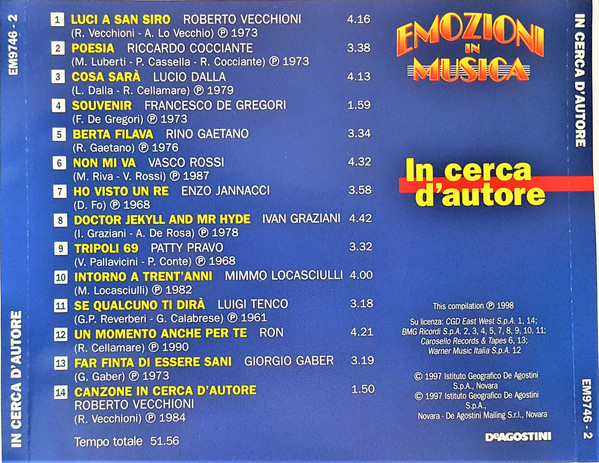 EM9746 - 2
IN CERCA D'AUTORE
1 LUCI A SAN SIRO ROBERTO VECCHIONI 4.16
(R. Vecchioni - A. Lo Vecchio) ℗ 1973
2 POESIA RICCARDO COCCIANTE 3.38
(M. Luberti - P. Cassella - R. Cocciante) ℗ 1973
3 COSA SARÀ LUCIO DALLA 4.13
(L. Dalla - R. Cellamare) ℗ 1979
4 SOUVENIR FRANCESCO DE GREGORI 1.59
(F. De Gregori) ℗ 1973
5 BERTA FILAVA RINO GAETANO 3.34
(R. Gaetano) ℗ 1976
6 NON MI VA VASCO ROSSI 4.32
(M. Riva - V. Rossi) ℗ 1987
7 HO VISTO UN RE ENZO JANNACCI 3.58
(D. Fo) ℗ 1968
8 DOCTOR JEKYLL AND MR HYDE IVAN GRAZIANI 4.42
(I. Graziani - A. De Rosa) ℗ 1978
9 TRIPOLI 69 PATTY PRAVO 3.32
(V. Pallavicini - P. Conte) ℗ 1968
10 INTORNO A TRENT'ANNI MIMMO LOCASCIULLI 4.00
(M. Locasciulli) ℗ 1982
11 SE QUALCUNO TI DIRÀ LUIGI TENCO 3.18
(G.P. Reverberi - G. Calabrese) ℗ 1961
12 UN MOMENTO ANCHE PER TE RON 4.21
(R. Cellamare) ℗ 1990
13 FAR FINTA DI ESSERE SANI GIORGIO GABER 3.19
(G. Gaber) ℗ 1973
14 CANZONE IN CERCA D'AUTORE 1.50
ROBERTO VECCHIONI
(R. Vecchioni) ℗ 1984
Tempo totale 51.56
EMOZIONI
IN
MUSICA
In cerca
d'autore
This compilation ℗ 1998
Su licenza: CGD East West S.p.A. 1, 14;
BMG Ricordi S.p.A. 2, 3, 4, 5, 7, 8, 9, 10, 11;
Carosello Records & Tapes 6, 13;
Warner Music Italia S.p.A. 12
© 1997 Istituto Geografico De Agostini
S.p.A., Novara
©℗ 1997 Istituto Geografico De Agostini
S.p.A.,
Novara - De Agostini Mailing S.r.l., Novara
DeAGOSTINI
IN CERCA D'AUTORE
EM9746 - 2